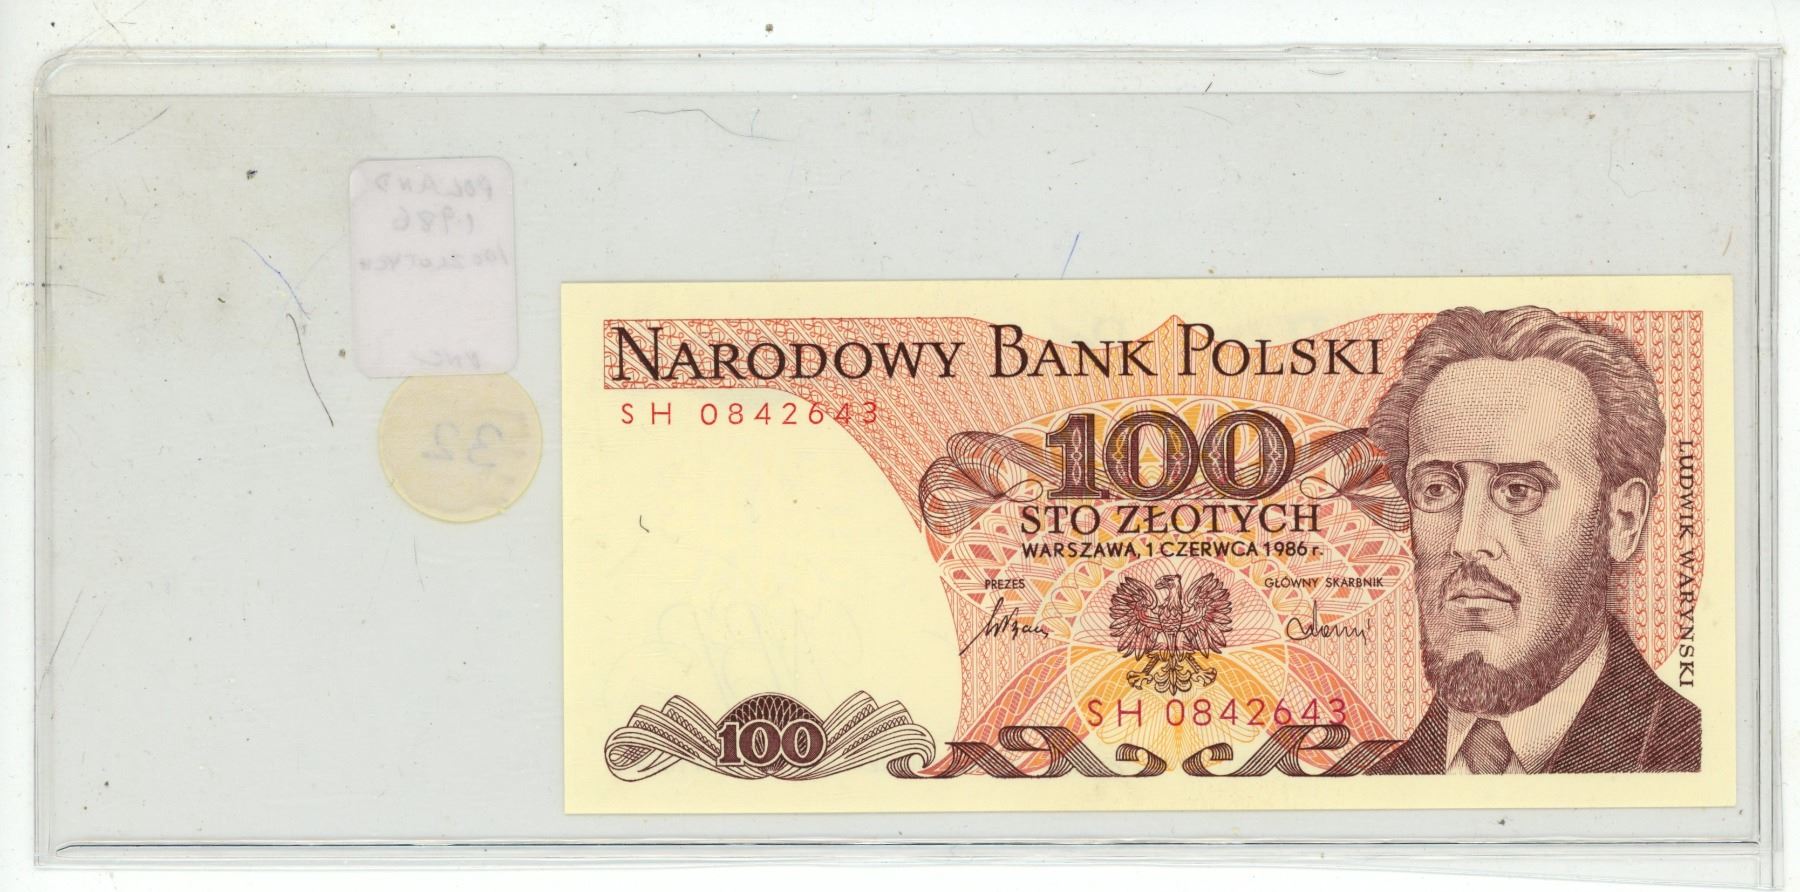 POLAND
1986
100 ZLOTYCH
UNC
32
NARODOWY BANK POLSKI
SH 0842643
100
STO ZŁOTYCH
WARSZAWA, 1 CZERWCA 1986 r.
PREZES
GŁÓWNY SKARBNIK
SH 0842643
100
LUDWIK WARYŃSKI